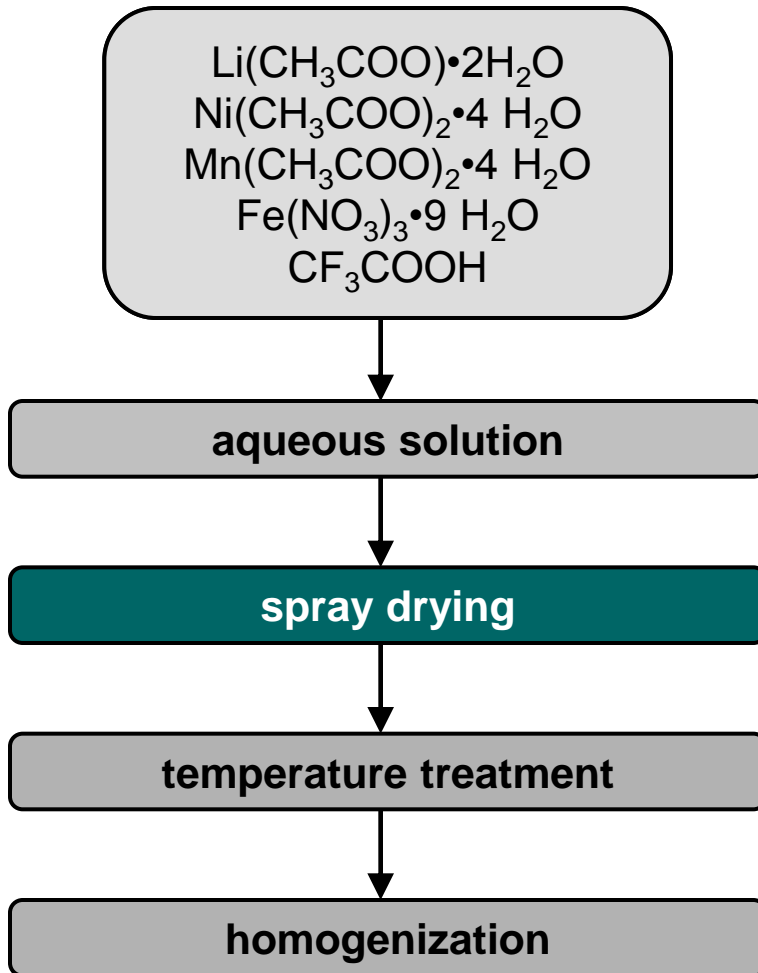 Li(CH₃COO)•2H₂O
Ni(CH₃COO)₂•4 H₂O
Mn(CH₃COO)₂•4 H₂O
Fe(NO₃)₃•9 H₂O
CF₃COOH
aqueous solution
spray drying
temperature treatment
homogenization